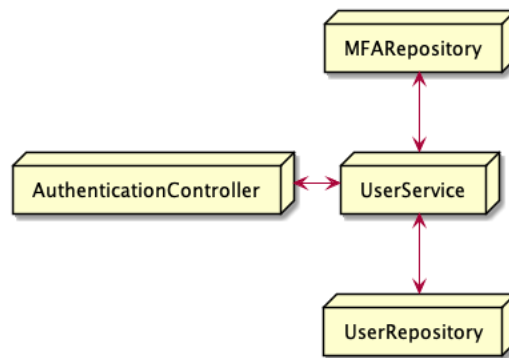 MFARepository
AuthenticationController
UserService
UserRepository